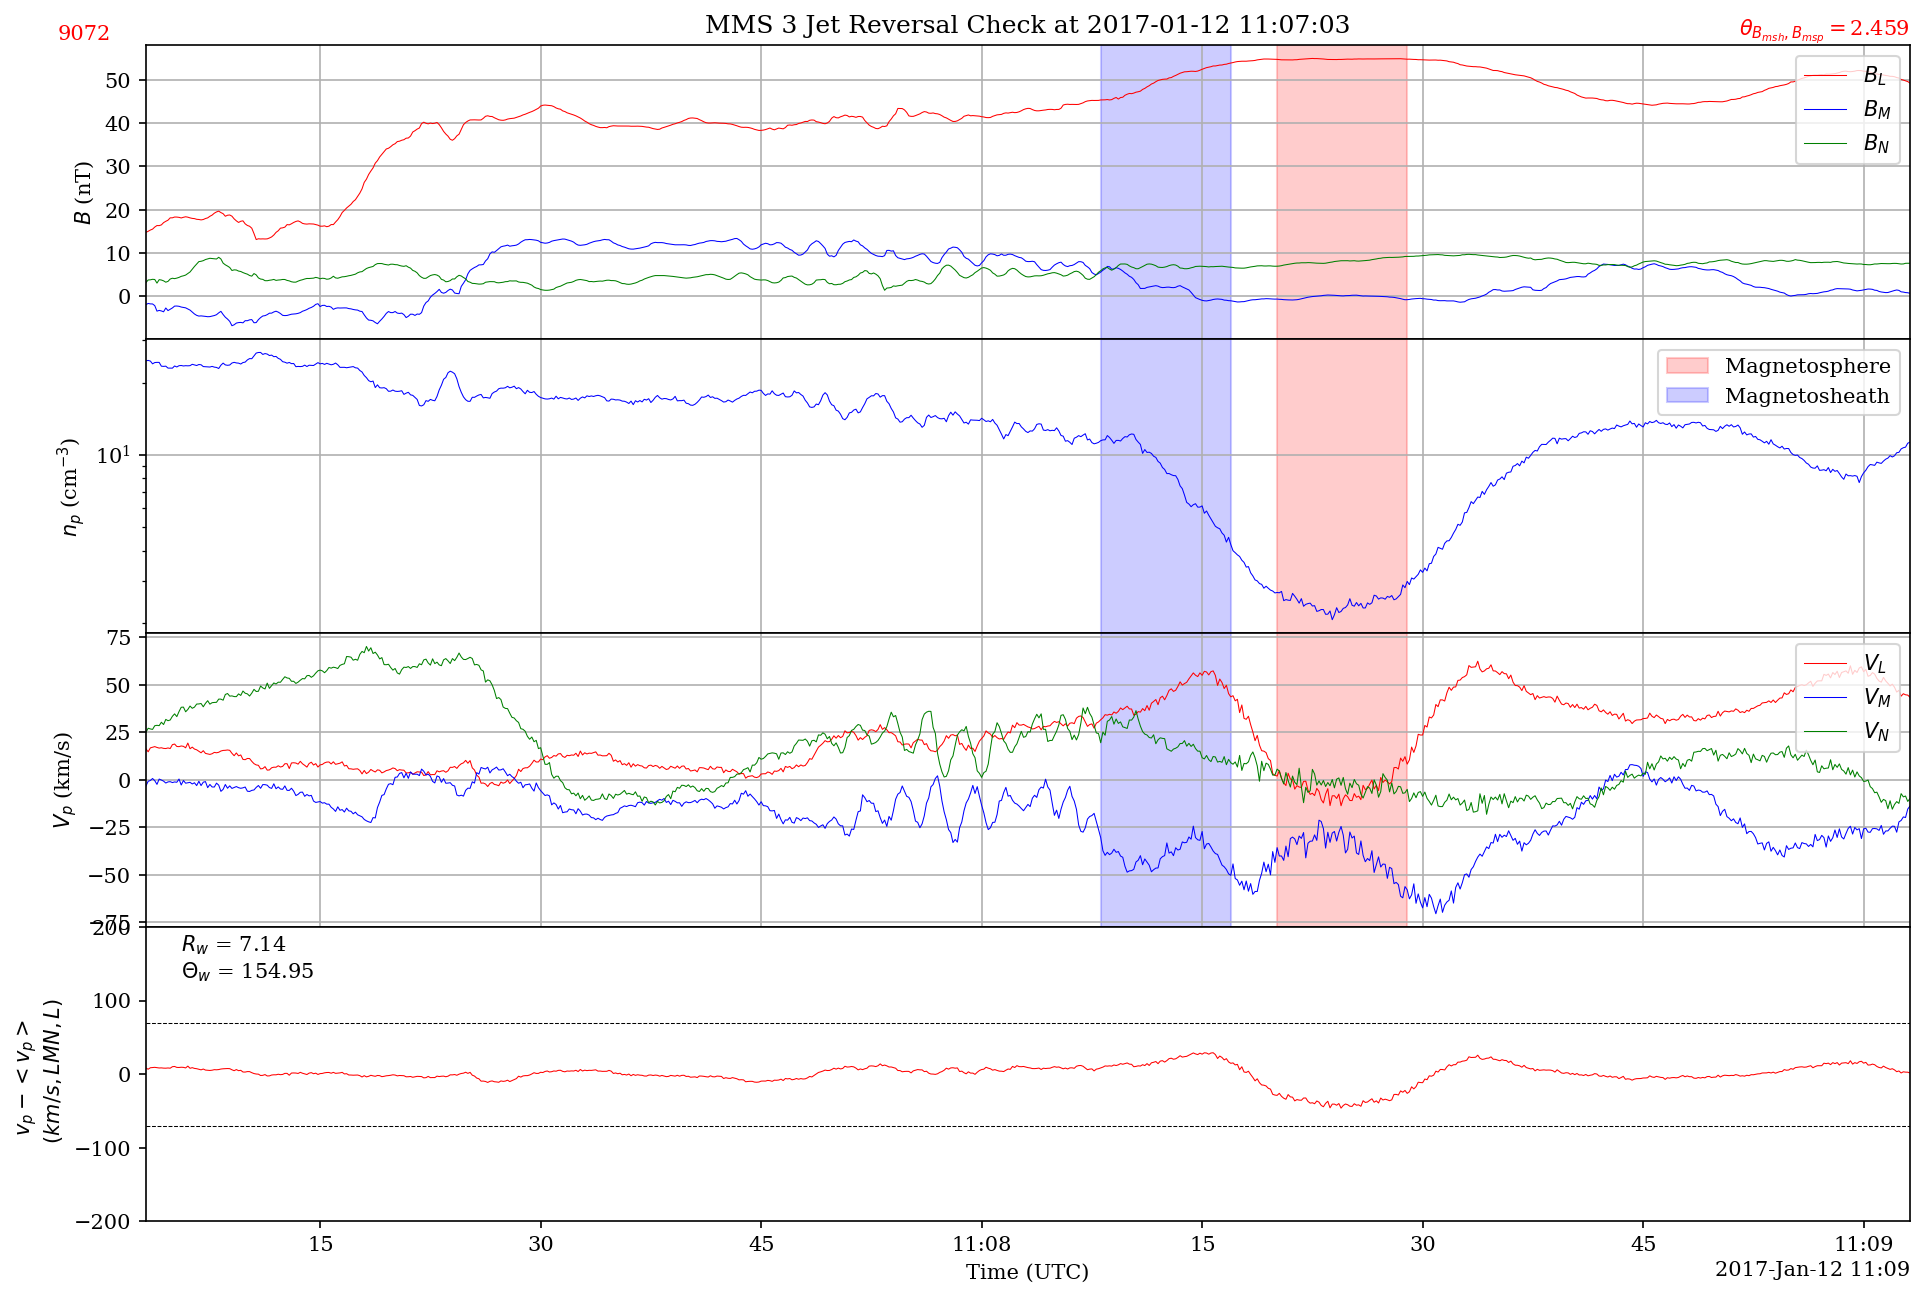 9072
MMS 3 Jet Reversal Check at 2017-01-12 11:07:03
θ_{B_{msh}, B_{msp}} = 2.459
B (nT)
50
40
30
20
10
0
B_L
B_M
B_N
n_p (cm^{-3})
10^1
Magnetosphere
Magnetosheath
V_p (km/s)
75
50
25
0
−25
−50
−75
V_L
V_M
V_N
v_p − < v_p >
(km/s, LMN, L)
200
100
0
−100
−200
R_w = 7.14
Θ_w = 154.95
15 30 45 11:08 15 30 45 11:09
Time (UTC)
2017-Jan-12 11:09